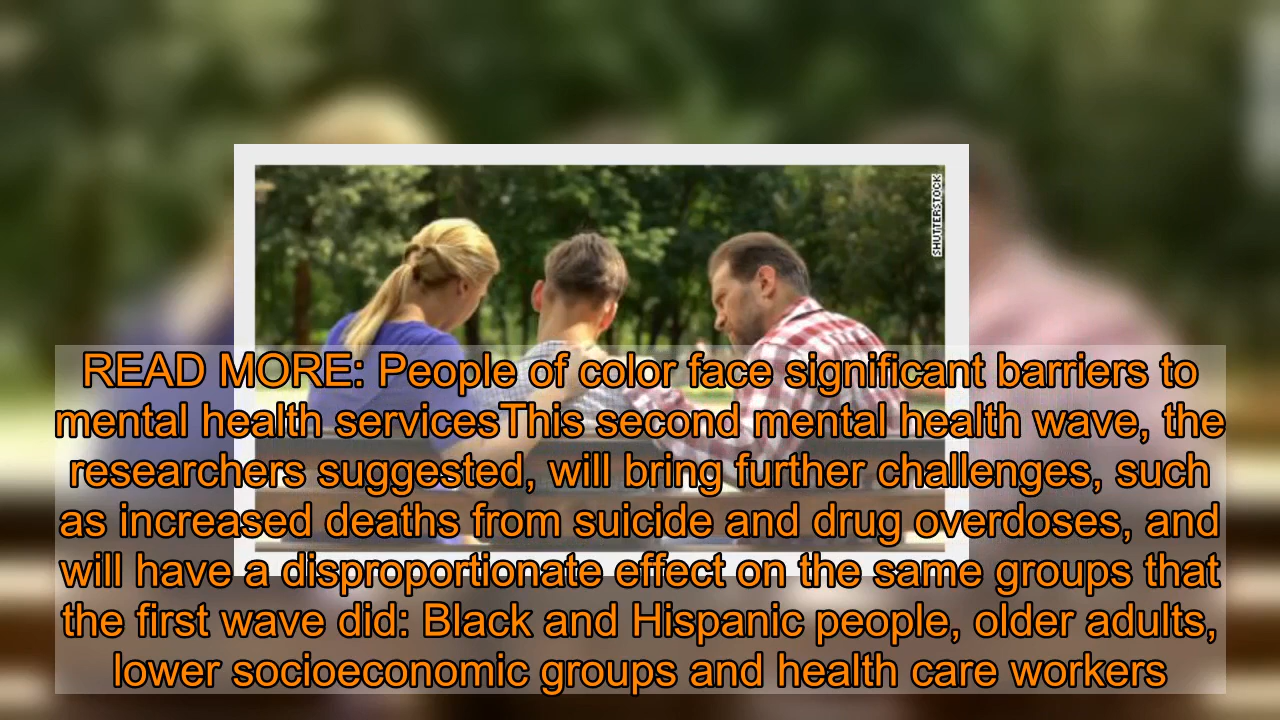 SHUTTERSTOCK
READ MORE: People of color face significant barriers to
mental health servicesThis second mental health wave, the
researchers suggested, will bring further challenges, such
as increased deaths from suicide and drug overdoses, and
will have a disproportionate effect on the same groups that
the first wave did: Black and Hispanic people, older adults,
lower socioeconomic groups and health care workers